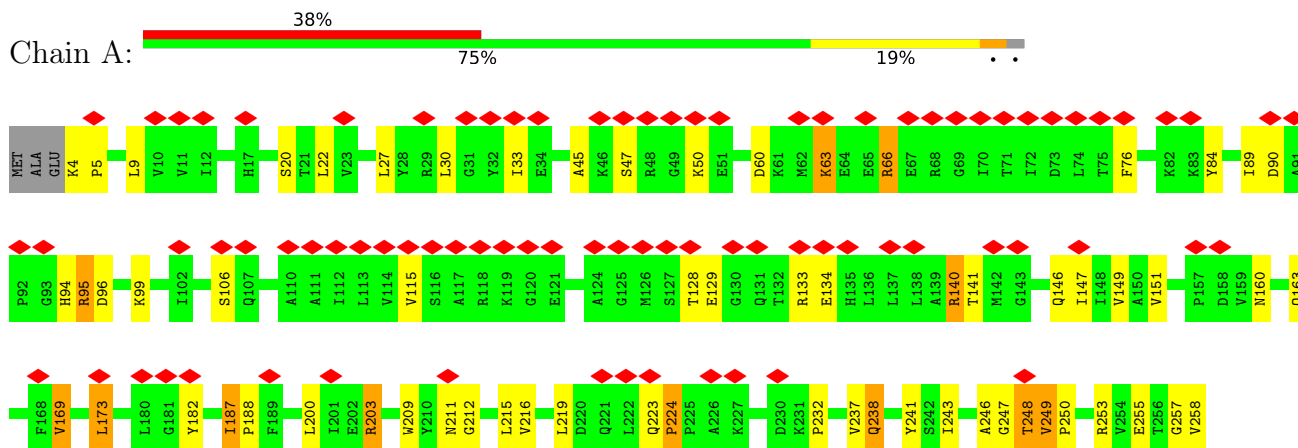 38%
Chain A:
75% 19% . .
MET ALA GLU K4 P5 L9 V10 V11 I12 H17 S20 T21 L22 V23 L27 Y28 R29 L30 G31 Y32 I33 E34 A45 K46 S47 R48 G49 K50 E51 D60 K61 M62 K63 E64 E65 R66 E67 R68 G69 I70 T71 I72 D73 L74 T75 F76 K82 K83 Y84 I89 D90 A91
P92 G93 H94 R95 D96 K99 I102 S106 Q107 A110 A111 I112 L113 V114 V115 S116 A117 R118 K119 G120 E121 A124 G125 M126 S127 T128 E129 G130 Q131 T132 R133 E134 H135 L136 L137 L138 A139 R140 T141 M142 G143 Q146 I147 I148 V149 A150 V151 P157 D158 V159 N160 Q163
F168 V169 L173 L180 G181 Y182 I187 P188 F189 L200 I201 E202 R203 W209 Y210 N211 G212 L215 V216 L219 D220 Q221 L222 Q223 P224 P225 A226 K227 D230 K231 P232 V237 Q238 Y241 S242 I243 A246 G247 T248 V249 P250 R253 V254 E255 T256 G257 V258